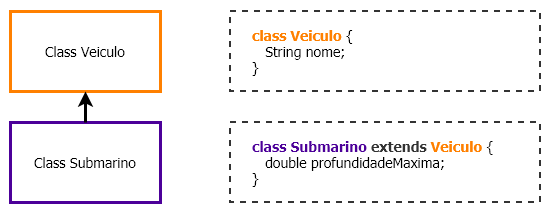 Class Veiculo
class Veiculo {
String nome;
}
Class Submarino
class Submarino extends Veiculo {
double profundidadeMaxima;
}